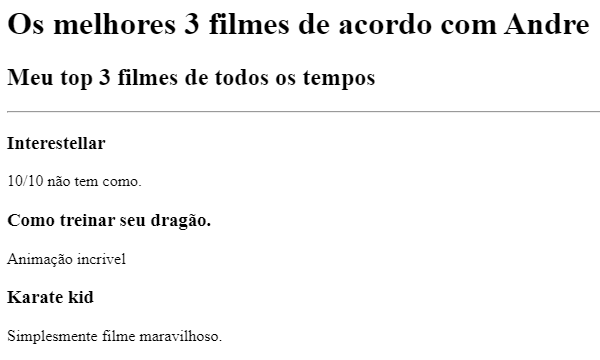 Os melhores 3 filmes de acordo com Andre
Meu top 3 filmes de todos os tempos
Interestellar
10/10 não tem como.
Como treinar seu dragão.
Animação incrivel
Karate kid
Simplesmente filme maravilhoso.